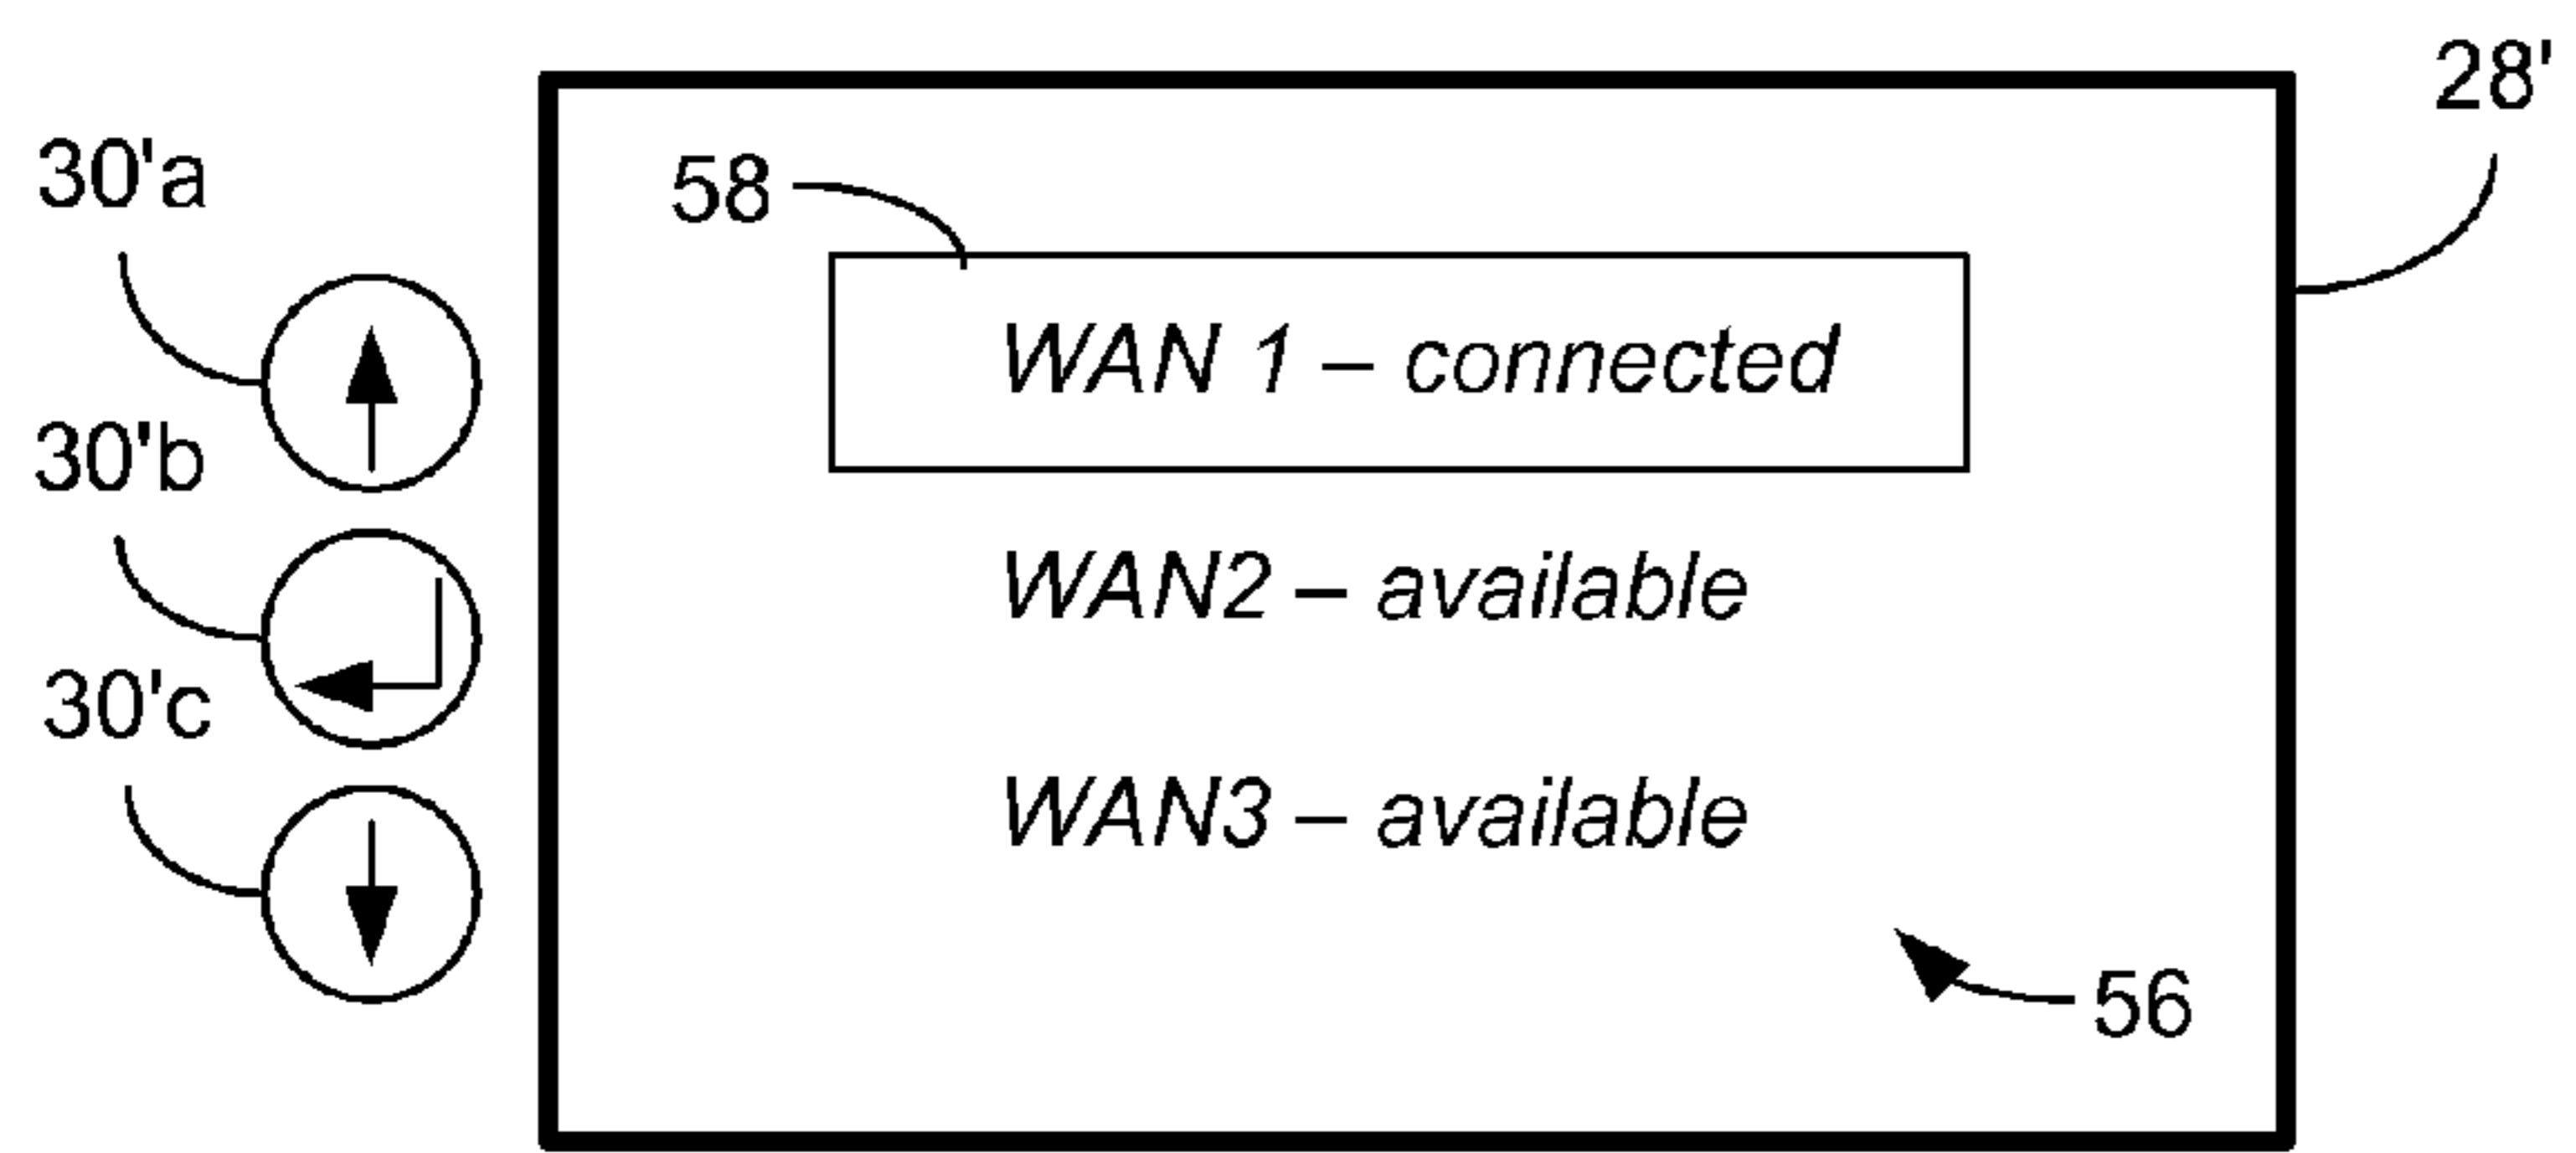 28'
30'a
58
WAN 1 – connected
30'b
WAN2 – available
30'c
WAN3 – available
56